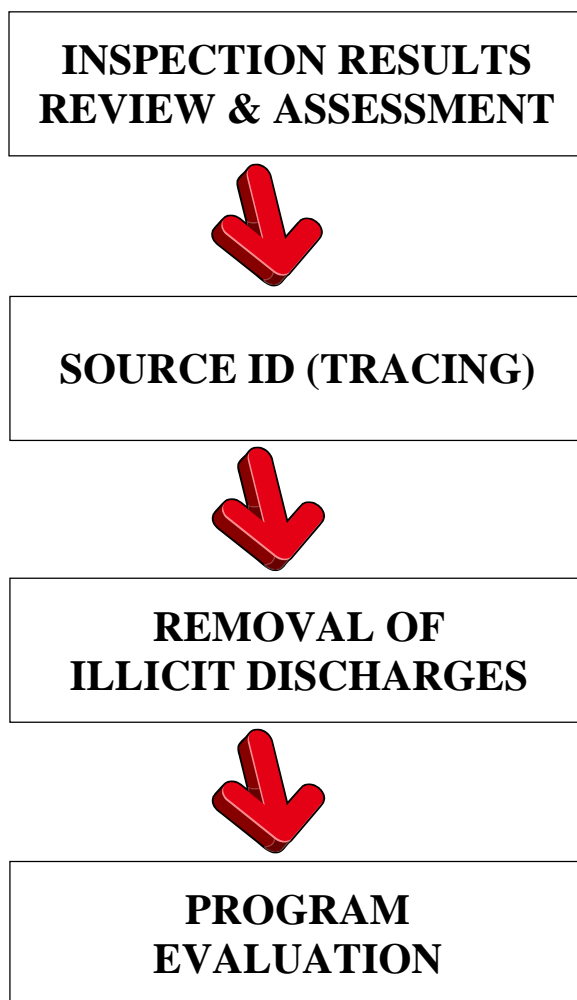 INSPECTION RESULTS
REVIEW & ASSESSMENT
SOURCE ID (TRACING)
REMOVAL OF
ILLICIT DISCHARGES
PROGRAM
EVALUATION